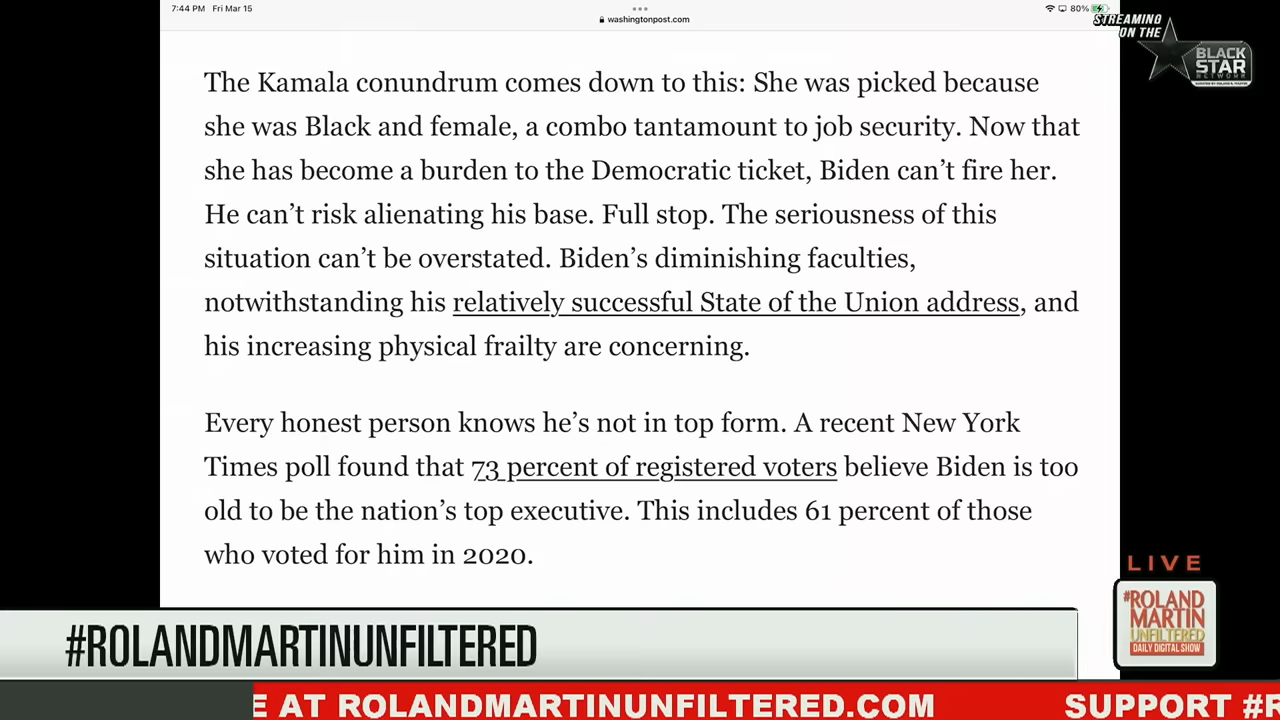 7:44 PM Fri Mar 15
80%
washingtonpost.com
STREAMING
ON THE
BLACK
STAR
NETWORK
The Kamala conundrum comes down to this: She was picked because
she was Black and female, a combo tantamount to job security. Now that
she has become a burden to the Democratic ticket, Biden can’t fire her.
He can’t risk alienating his base. Full stop. The seriousness of this
situation can’t be overstated. Biden’s diminishing faculties,
notwithstanding his relatively successful State of the Union address, and
his increasing physical frailty are concerning.
Every honest person knows he’s not in top form. A recent New York
Times poll found that 73 percent of registered voters believe Biden is too
old to be the nation’s top executive. This includes 61 percent of those
who voted for him in 2020.
LIVE
#ROLAND
MARTIN
UNFILTERED
DAILY DIGITAL SHOW
#ROLANDMARTINUNFILTERED
E AT ROLANDMARTINUNFILTERED.COM SUPPORT #R